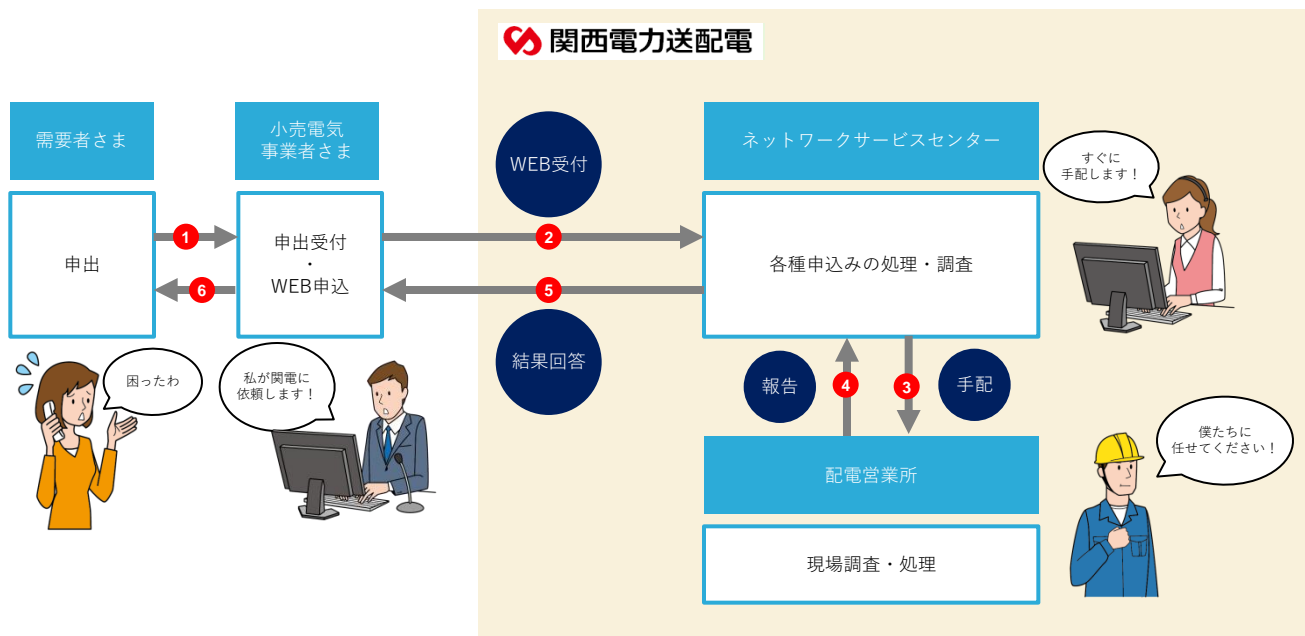 関西電力送配電
需要者さま
小売電気
事業者さま
WEB受付
ネットワークサービスセンター
すぐに
手配します！
申出
1
6
申出受付
・
WEB申込
2
5
各種申込みの処理・調査
結果回答
困ったわ
私が関電に
依頼します！
報告
4
3
手配
配電営業所
僕たちに
任せてください！
現場調査・処理